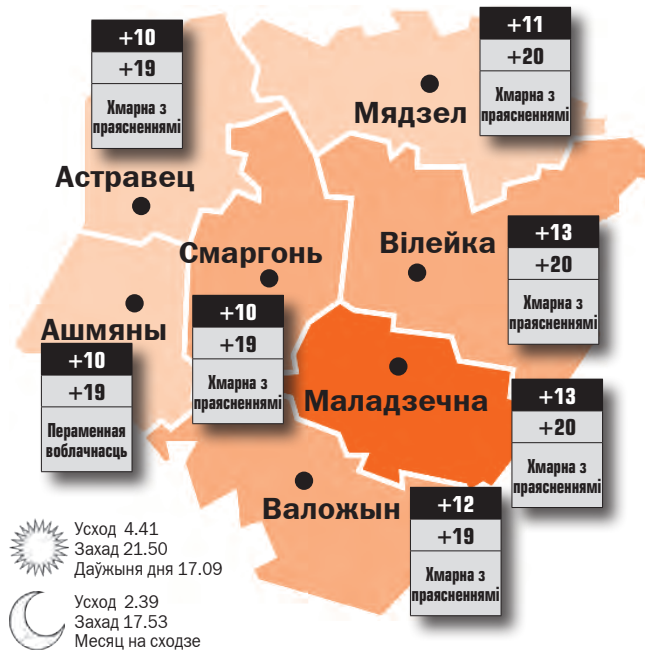 +10
+19
Хмарна з
праясненнямі
+11
+20
Хмарна з
праясненнямі
Мядзел
Астравец
Смаргонь
Вілейка
+13
+20
Хмарна з
праясненнямі
Ашмяны
+10
+19
Пераменная
воблачнасць
+10
+19
Хмарна з
праясненнямі
Маладзечна
+13
+20
Хмарна з
праясненнямі
Валожын
+12
+19
Хмарна з
праясненнямі
Усход 4.41
Захад 21.50
Даўжыня дня 17.09
Усход 2.39
Захад 17.53
Месяц на сходзе